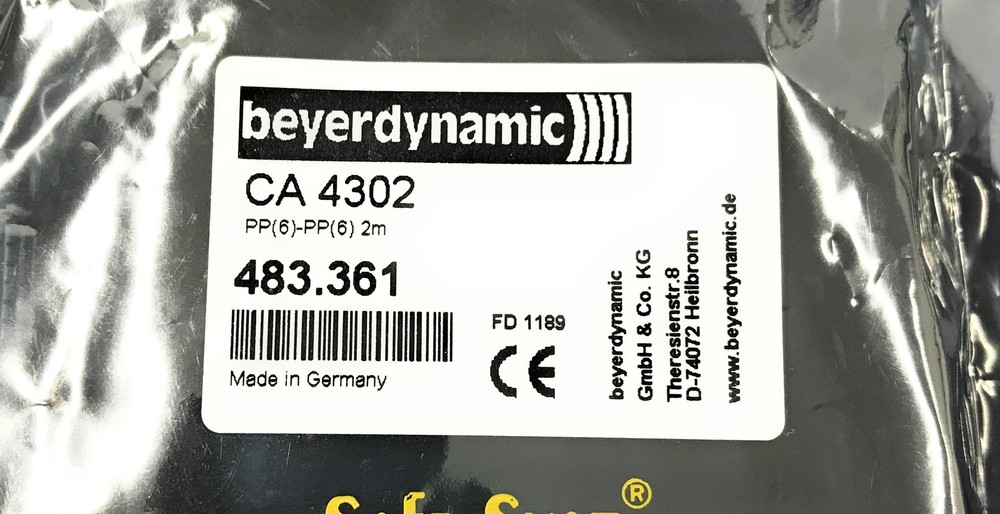 beyerdynamic
CA 4302
PP(6)-PP(6) 2m
483.361
Made in Germany
FD 1189
CE
beyerdynamic
GmbH & Co. KG
Theresienstr.8
D-74072 Heilbronn
www.beyerdynamic.de
®